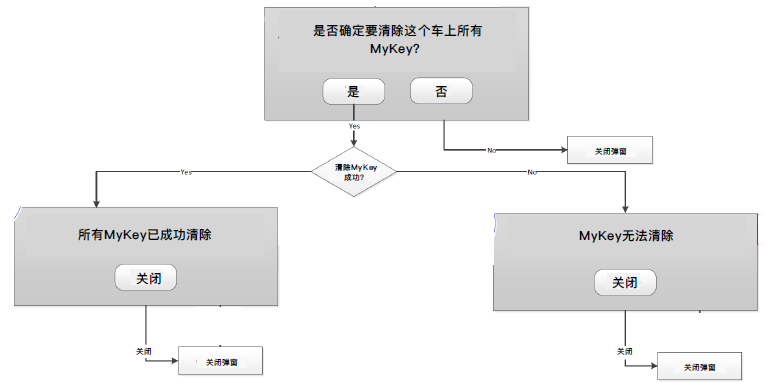 是否确定要清除这个车上所有
MyKey?
是
否
Yes
No
关闭弹窗
清除MyKey
成功?
Yes
No
所有MyKey已成功清除
关闭
MyKey无法清除
关闭
关闭
关闭弹窗
关闭
关闭弹窗